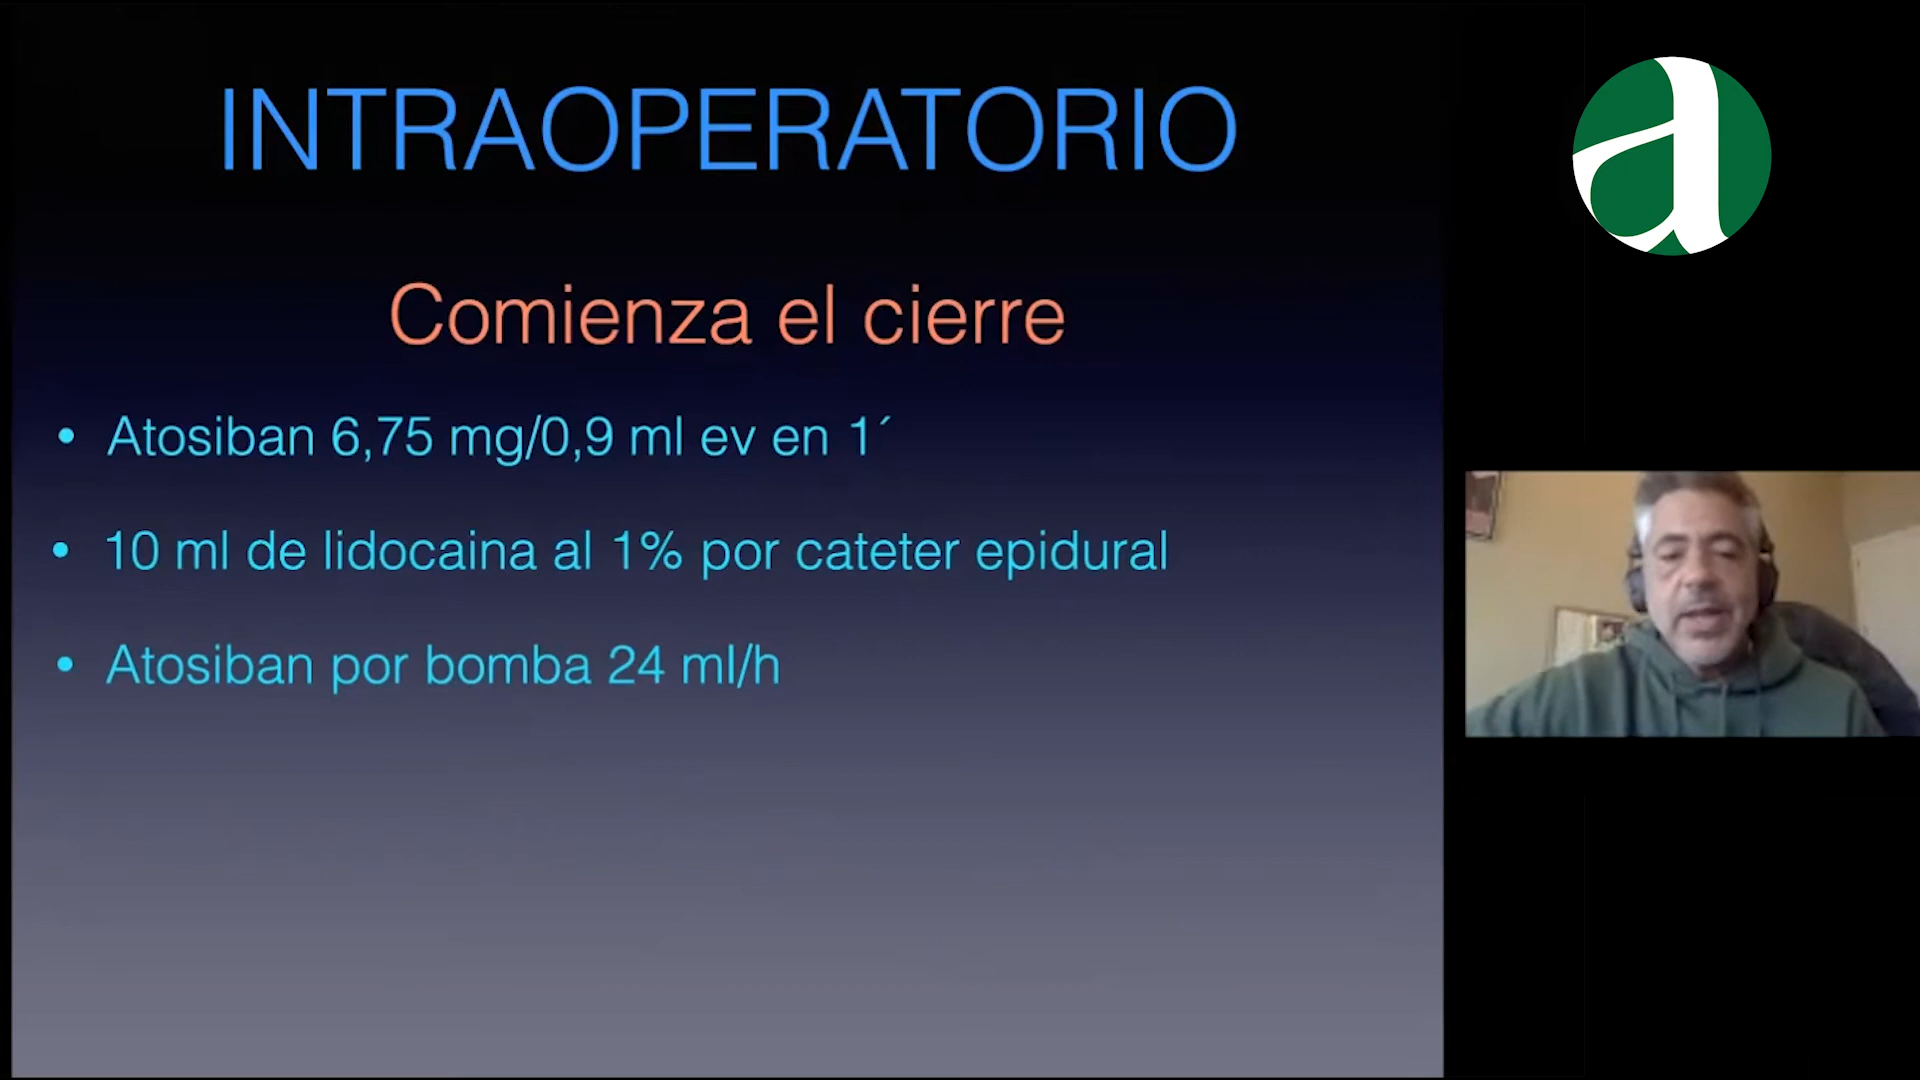 INTRAOPERATORIO
Comienza el cierre
• Atosiban 6,75 mg/0,9 ml ev en 1´
• 10 ml de lidocaina al 1% por cateter epidural
• Atosiban por bomba 24 ml/h